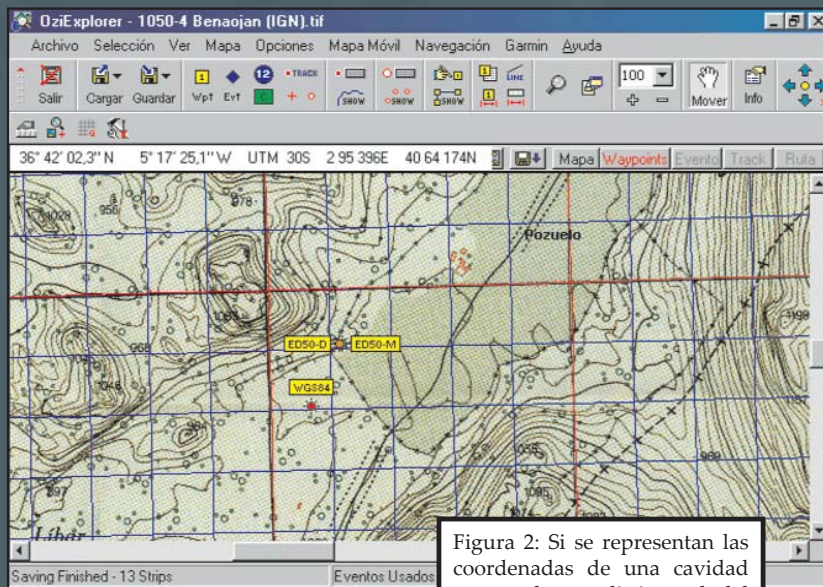 OziExplorer - 1050-4 Benaojan (IGN).tif
Archivo Selección Ver Mapa Opciones Mapa Móvil Navegación Garmin Ayuda
TRACK
1 12 LINE 100
C SHOW SHOW SHOW 1
Salir Cargar Guardar Wpt Evt Mover Info
36° 42' 02,3" N 5° 17' 25,1" W UTM 30S 2 95 396E 40 64 174N Mapa Waypoints Evento Track Ruta
1028 956 978
Pozuelo
968
ED50-D ED50-M
1046
WGS84
969
897
1095
Líbar
Figura 2: Si se representan las
coordenadas de una cavidad
Saving Finished - 13 Strips Eventos Usados